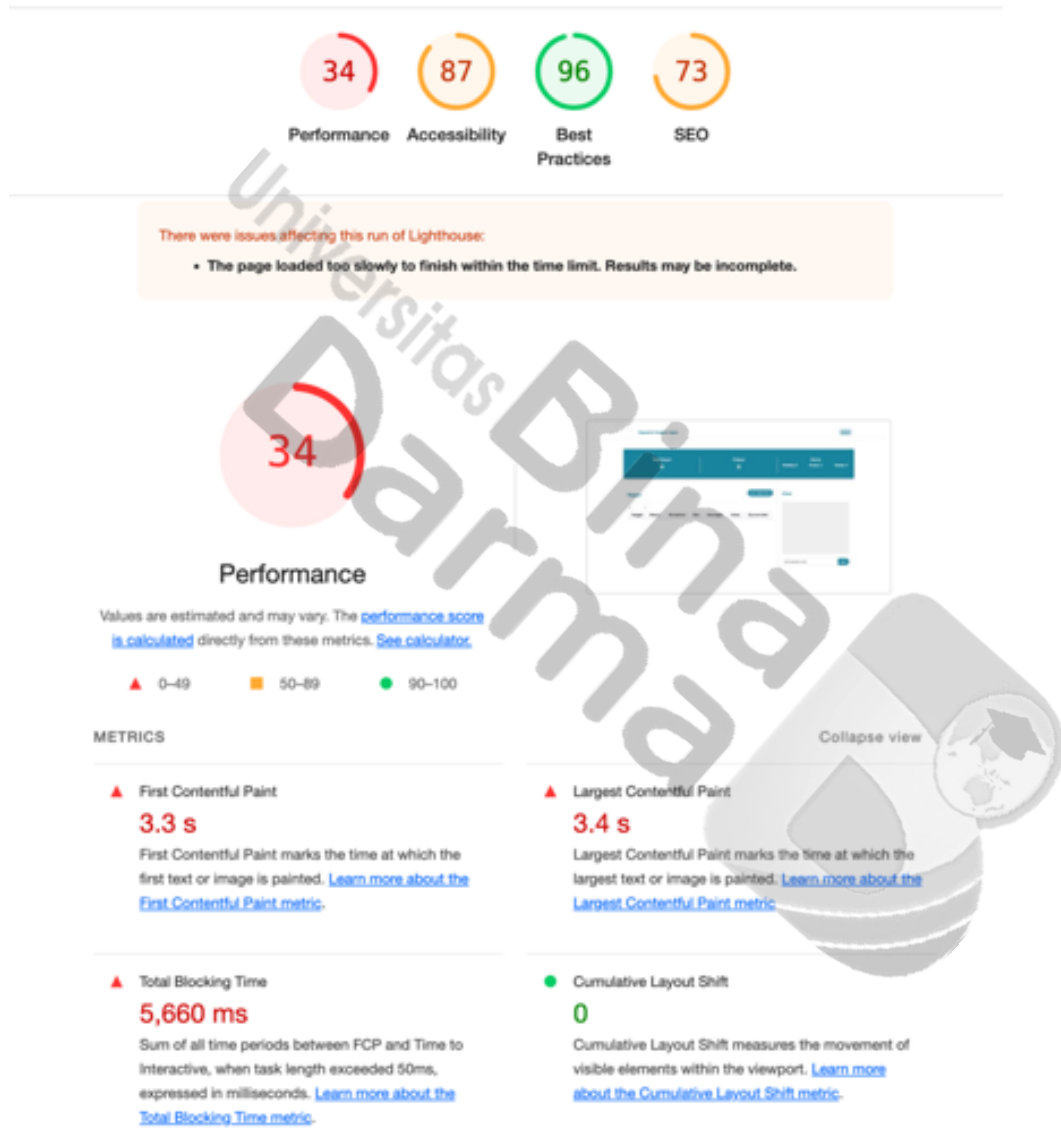 34
87
96
73
Performance
Accessibility
Best
Practices
SEO
There were issues affecting this run of Lighthouse:
• The page loaded too slowly to finish within the time limit. Results may be incomplete.
Universitas
Bina
Darma
34
Performance
Values are estimated and may vary. The performance score
is calculated directly from these metrics. See calculator.
0–49
50–89
90–100
METRICS
Collapse view
First Contentful Paint
3.3 s
First Contentful Paint marks the time at which the
first text or image is painted. Learn more about the
First Contentful Paint metric.
Largest Contentful Paint
3.4 s
Largest Contentful Paint marks the time at which the
largest text or image is painted. Learn more about the
Largest Contentful Paint metric
Total Blocking Time
5,660 ms
Sum of all time periods between FCP and Time to
Interactive, when task length exceeded 50ms,
expressed in milliseconds. Learn more about the
Total Blocking Time metric.
Cumulative Layout Shift
0
Cumulative Layout Shift measures the movement of
visible elements within the viewport. Learn more
about the Cumulative Layout Shift metric.